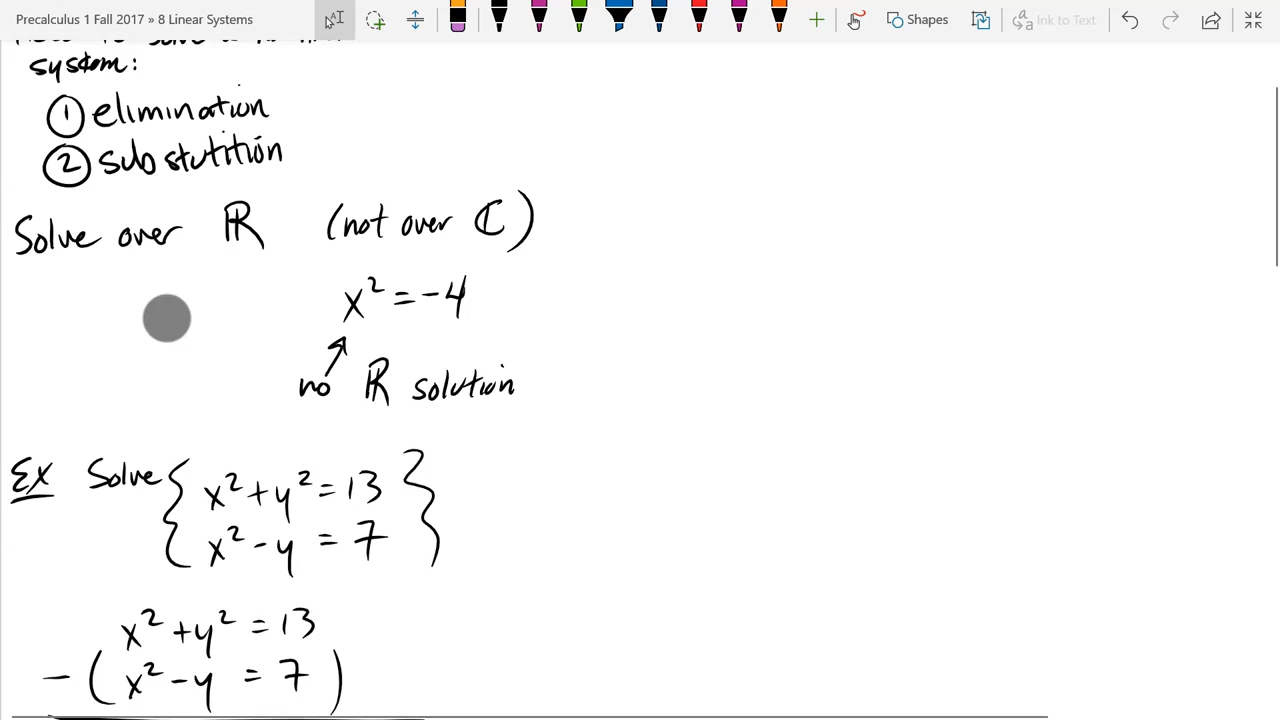 Precalculus 1 Fall 2017 » 8 Linear Systems
Shapes
Ink to Text
system:
① elimination
② substutition
Solve over ℝ (not over ℂ)
x² = -4
no ℝ solution
EX Solve { x² + y² = 13
x² - y = 7 }
x² + y² = 13
- ( x² - y = 7 )